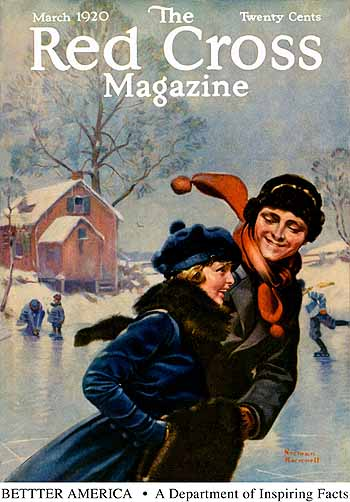 March 1920 The Twenty Cents
Red Cross
Magazine
Norman
Rockwell
BETTTER AMERICA • A Department of Inspiring Facts